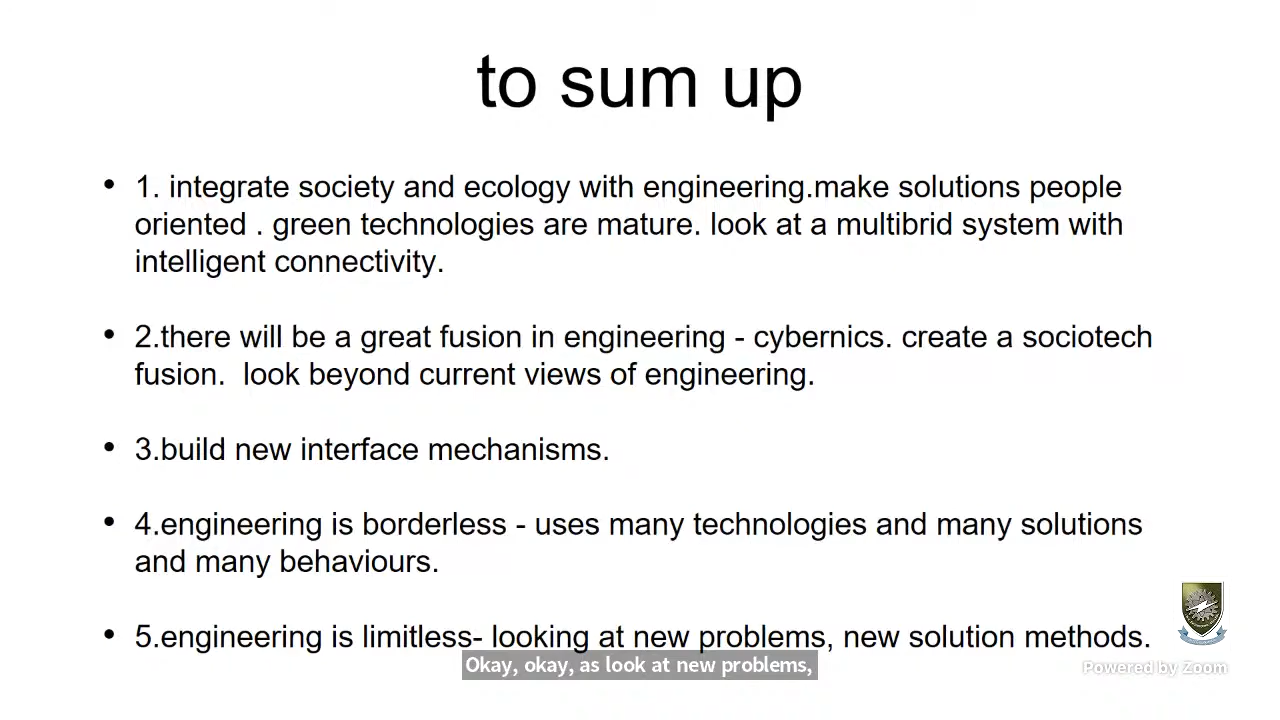 to sum up
• 1. integrate society and ecology with engineering.make solutions people
oriented . green technologies are mature. look at a multibrid system with
intelligent connectivity.
• 2.there will be a great fusion in engineering - cybernics. create a sociotech
fusion.  look beyond current views of engineering.
• 3.build new interface mechanisms.
• 4.engineering is borderless - uses many technologies and many solutions
and many behaviours.
• 5.engineering is limitless- looking at new problems, new solution methods.
Okay, okay, as look at new problems,
Powered by Zoom